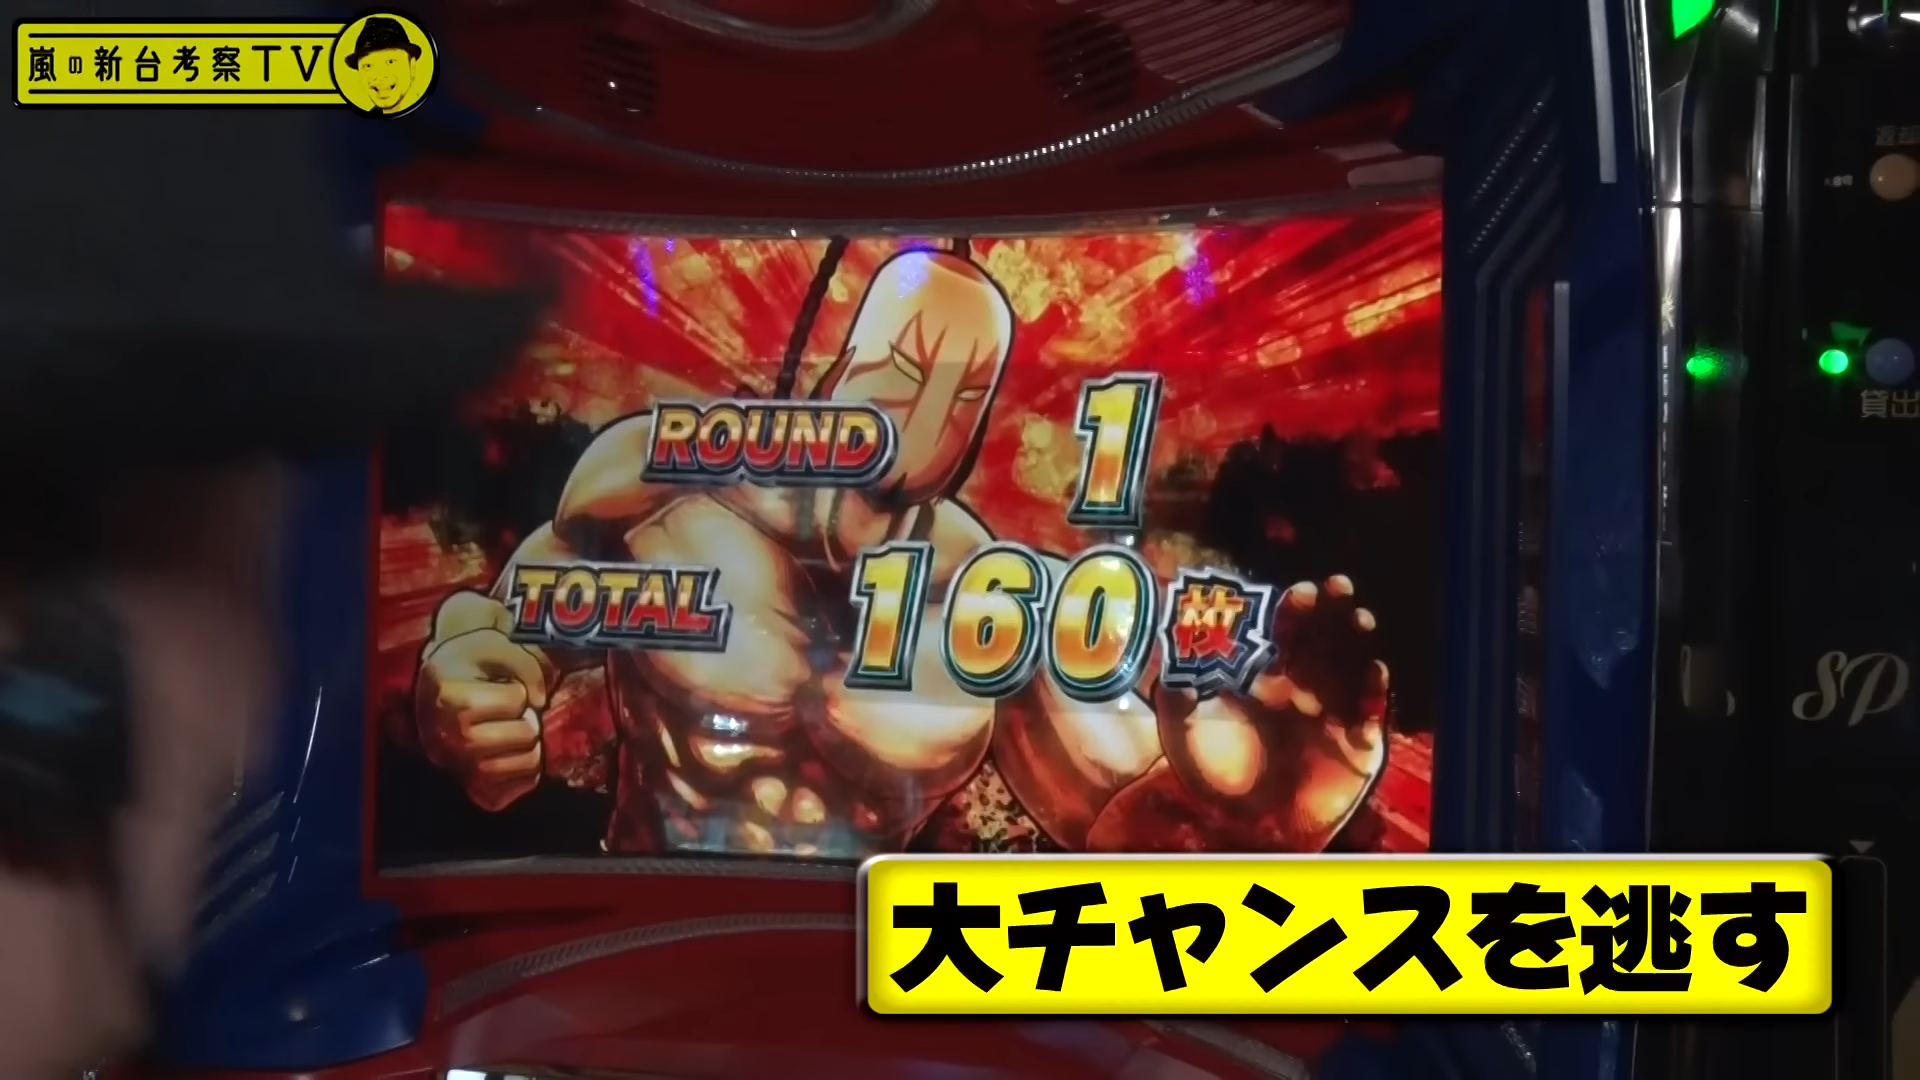 嵐の新台考察TV
ROUND 1
TOTAL 160枚
貸出
SP
大チャンスを逃す